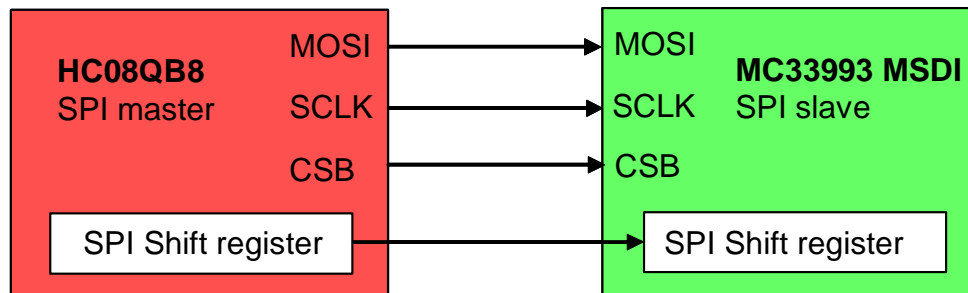 HC08QB8
SPI master
MOSI
SCLK
CSB
SPI Shift register
MOSI
SCLK
CSB
MC33993 MSDI
SPI slave
SPI Shift register